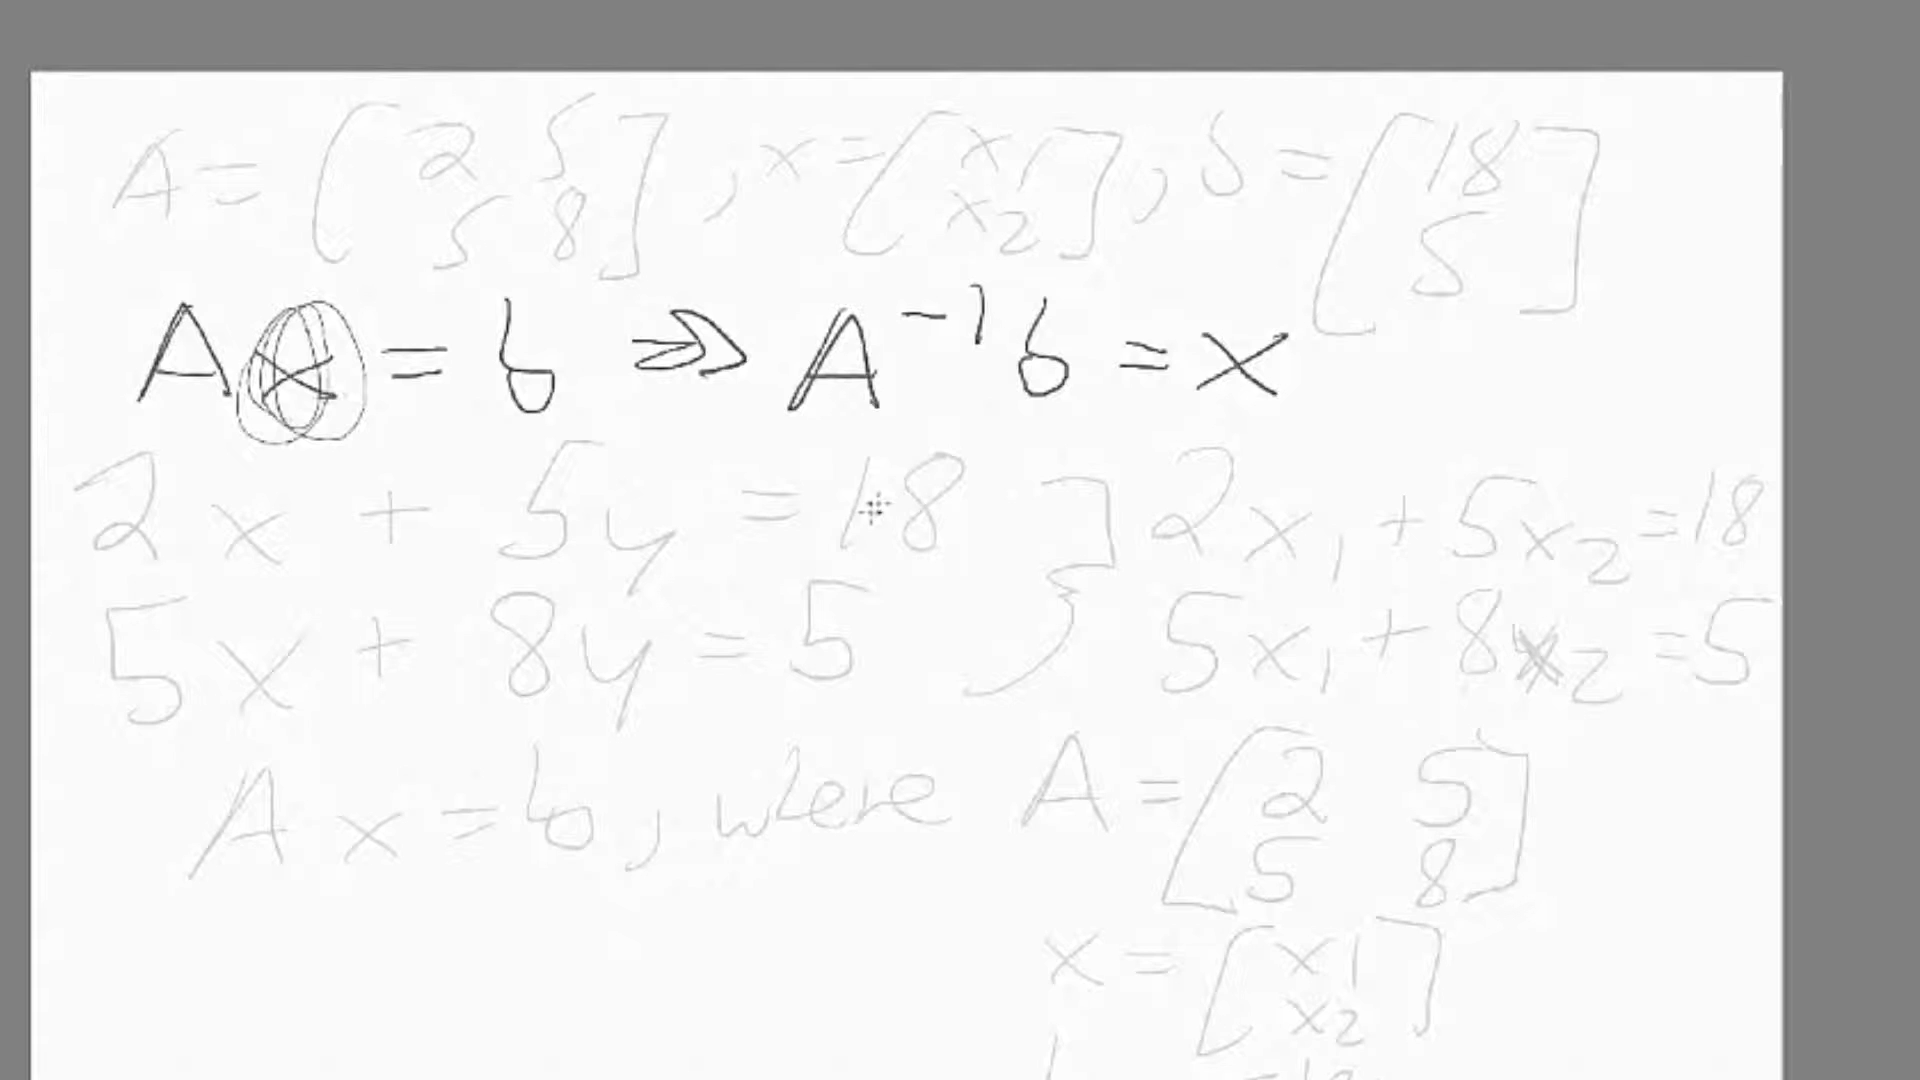 A = [2 5 5 8], x = [x1 x2], b = [18 5]
Ax = b => A^-1 b = x
2x + 5y = 18 ] 2x1 + 5x2 = 18
5x + 8y = 5 5x1 + 8x2 = 5
Ax = b, where A = [2 5
5 8]
x = [x1
x2]